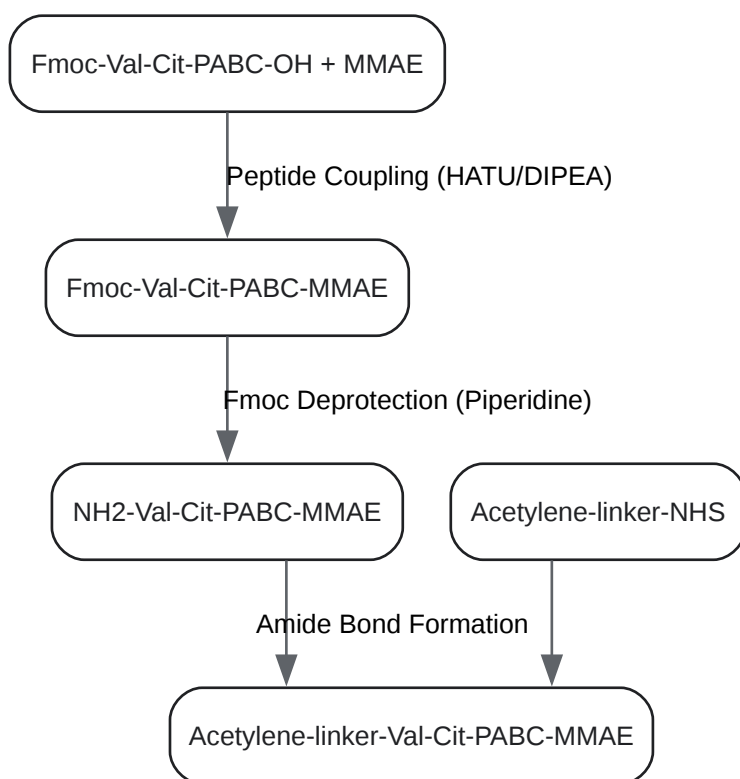 Fmoc-Val-Cit-PABC-OH + MMAE
Peptide Coupling (HATU/DIPEA)
Fmoc-Val-Cit-PABC-MMAE
Fmoc Deprotection (Piperidine)
NH2-Val-Cit-PABC-MMAE
Acetylene-linker-NHS
Amide Bond Formation
Acetylene-linker-Val-Cit-PABC-MMAE